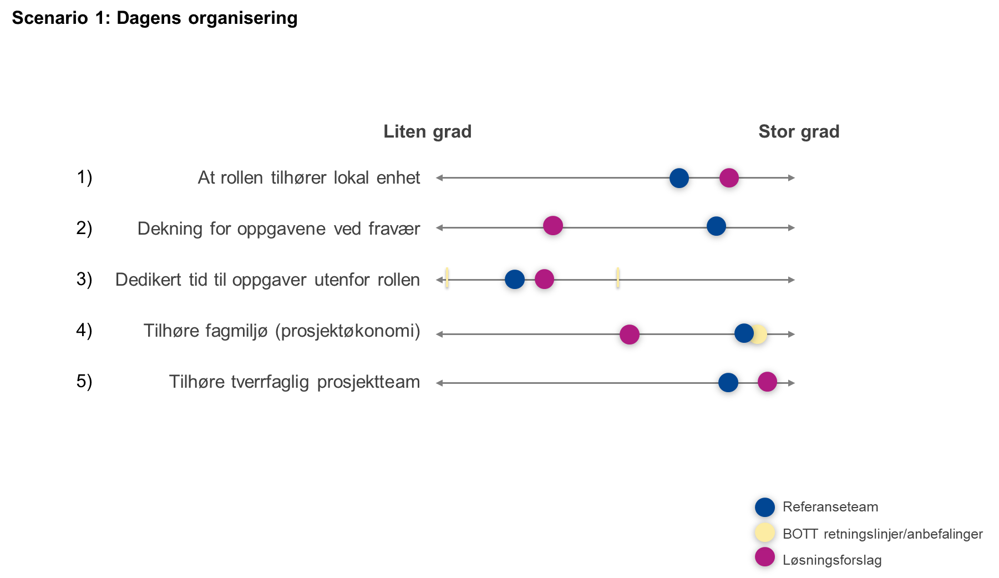 Scenario 1: Dagens organisering
Liten grad
Stor grad
1) At rollen tilhører lokal enhet
2) Dekning for oppgavene ved fravær
3) Dedikert tid til oppgaver utenfor rollen
4) Tilhøre fagmiljø (prosjektøkonomi)
5) Tilhøre tverrfaglig prosjektteam
Referanseteam
BOTT retningslinjer/anbefalinger
Løsningsforslag